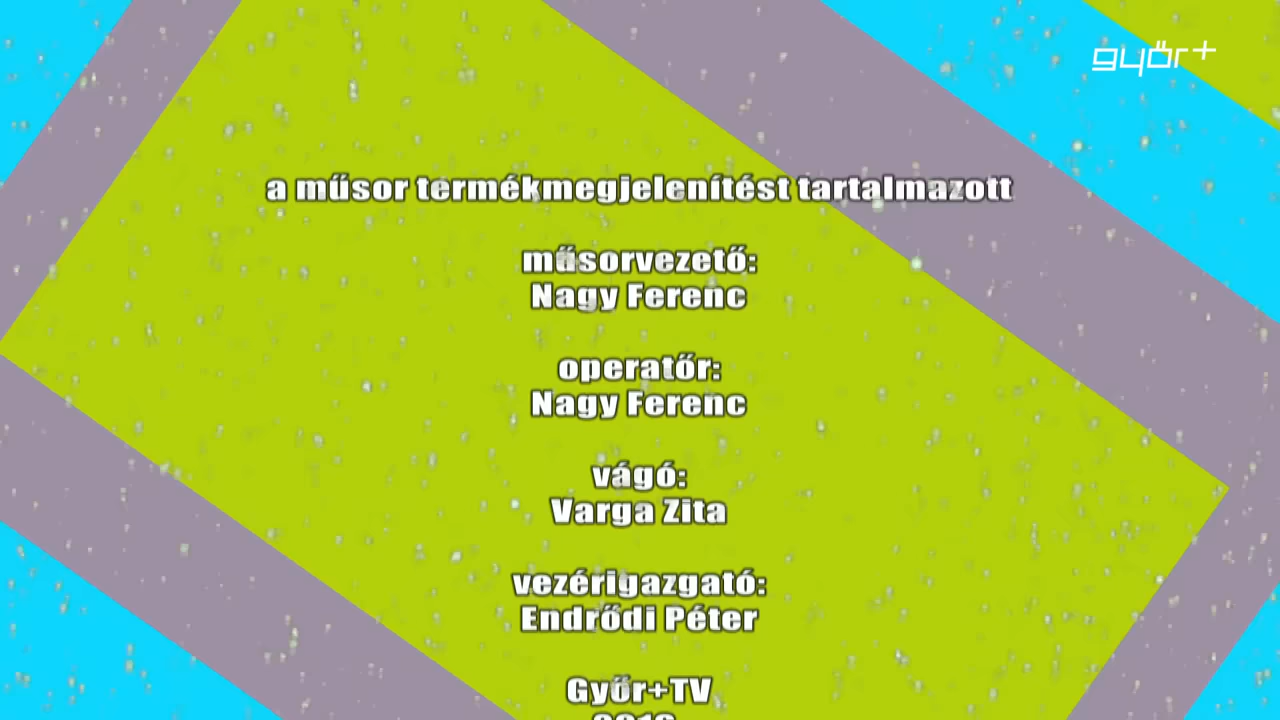 győr+
a műsor termékmegjelenítést tartalmazott
műsorvezető:
Nagy Ferenc
operatőr:
Nagy Ferenc
vágó:
Varga Zita
vezérigazgató:
Endrődi Péter
Győr+TV